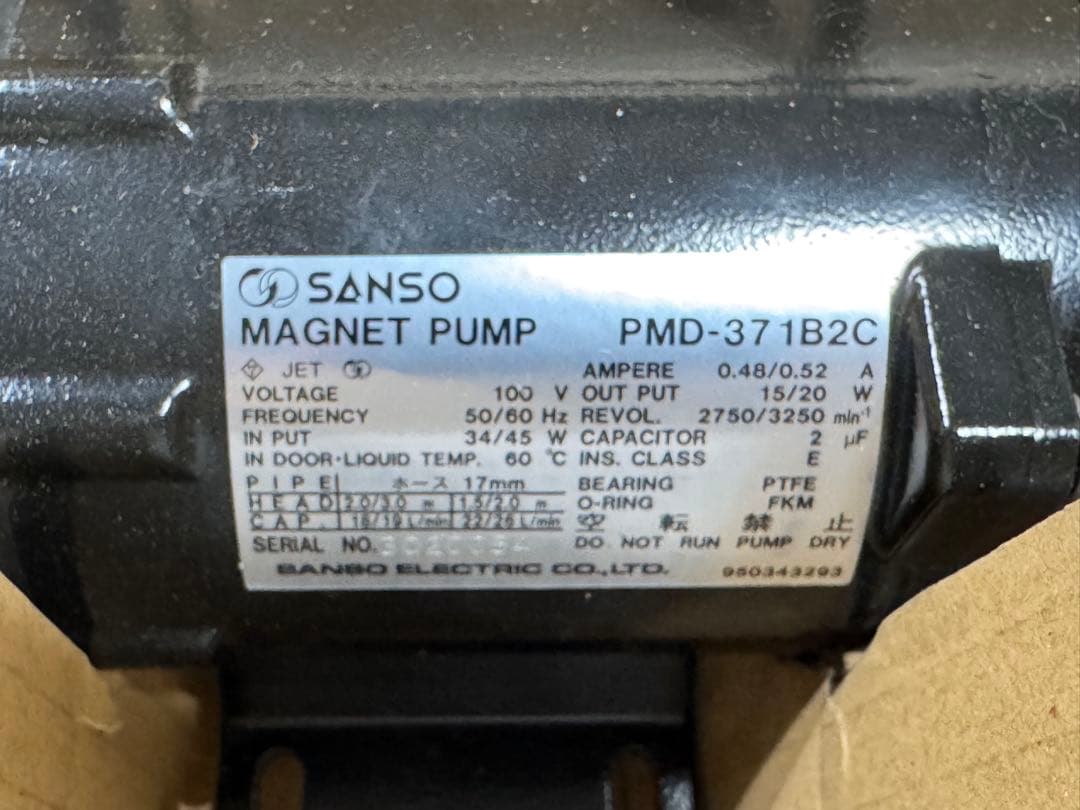 SANSO
MAGNET PUMP PMD-371B2C
JET AMPERE 0.48/0.52 A
VOLTAGE 100 V OUT PUT 15/20 W
FREQUENCY 50/60 Hz REVOL. 2750/3250 min-1
IN PUT 34/45 W CAPACITOR 2 μF
IN DOOR·LIQUID TEMP. 60 ℃ INS. CLASS E
PIPE ホース 17mm BEARING PTFE
HEAD 2.0/3.0 m 1.5/2.0 m O-RING FKM
CAP. L/min 22/26 L/min 空転禁止
SERIAL NO. DO NOT RUN PUMP DRY
SANSO ELECTRIC CO.,LTD. 950343293